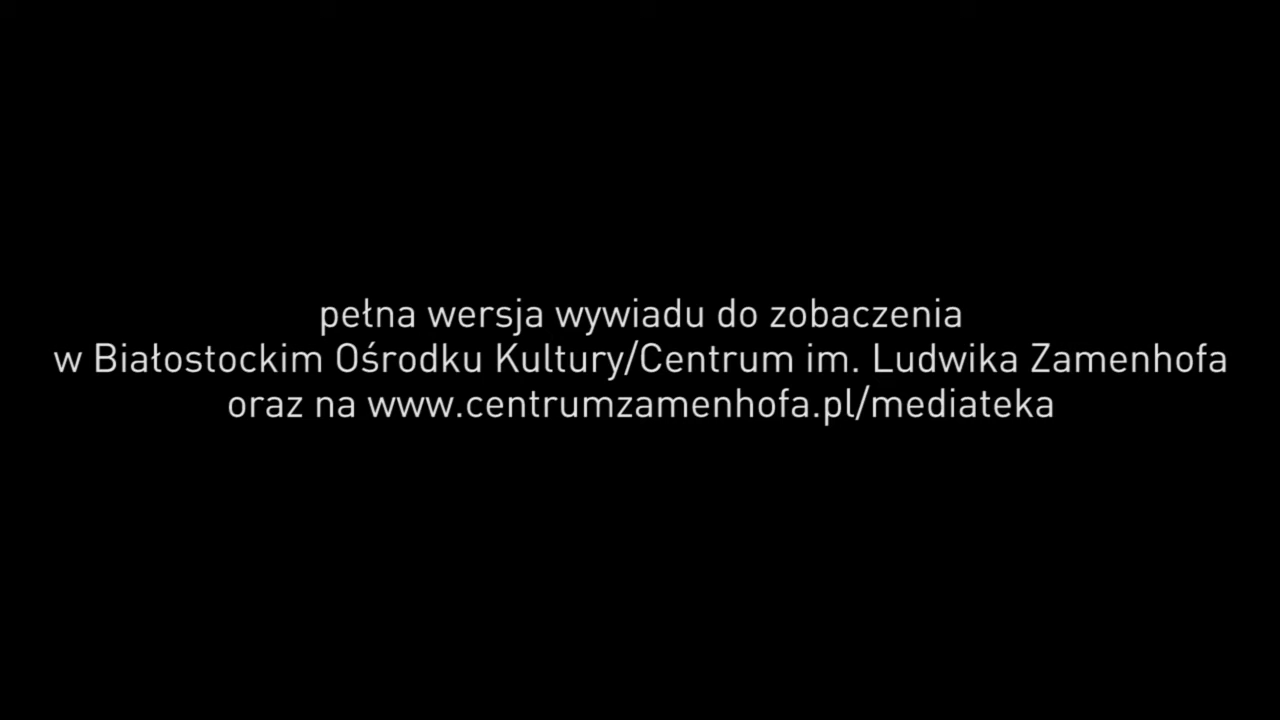 pełna wersja wywiadu do zobaczenia
w Białostockim Ośrodku Kultury/Centrum im. Ludwika Zamenhofa
oraz na www.centrumzamenhofa.pl/mediateka